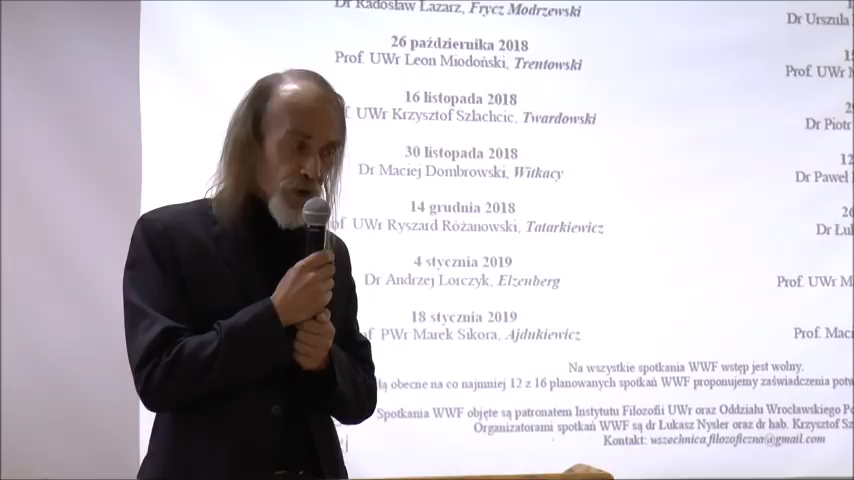 Dr Radosław Łazarz, Frycz Modrzewski
26 października 2018
Prof. UWr Leon Miodoński, Trentowski
16 listopada 2018
UWr Krzysztof Szlachcic, Twardowski
30 listopada 2018
Dr Maciej Dombrowski, Witkacy
14 grudnia 2018
UWr Ryszard Różanowski, Tatarkiewicz
4 stycznia 2019
Dr Andrzej Lorczyk, Elzenberg
18 stycznia 2019
PWr Marek Sikora, Ajdukiewicz
Dr Urszula
Prof. UWr
Dr Piotr
Dr Paweł
Prof. UWr
Prof.
Na wszystkie spotkania WWF wstęp jest wolny.
obecne na co najmniej 12 z 16 planowanych spotkań WWF, proponujemy
Spotkania WWF objęte są patronatem Instytutu Filozofii UWr oraz Oddziału Wrocławskiego
Organizatorami spotkań WWF są dr Lukasz Nysler oraz dr hab. Krzysztof
Kontakt: wszechnica.filozoficzna@gmail.com